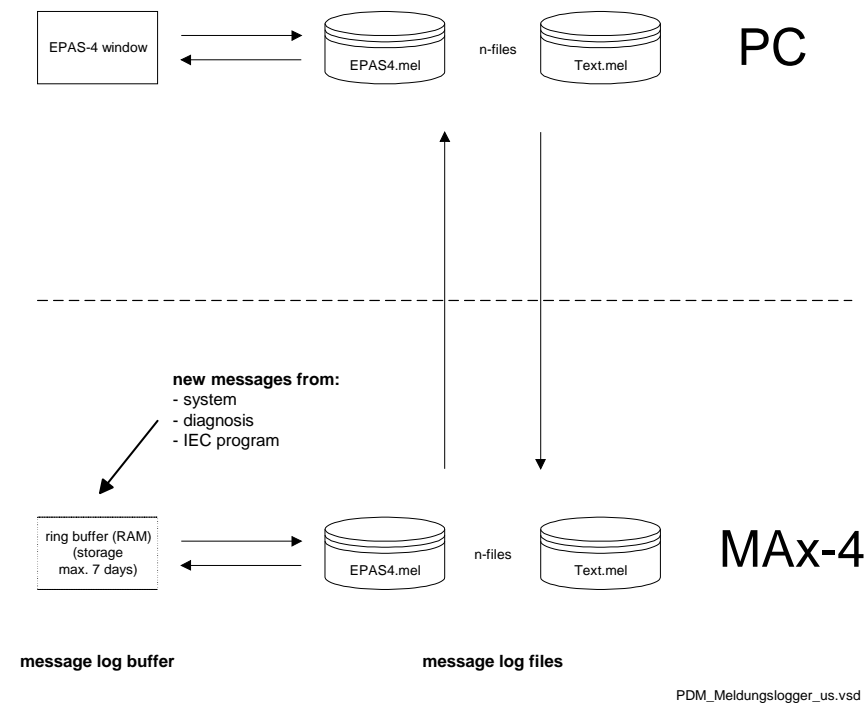 EPAS-4 window
EPAS4.mel
n-files
Text.mel
PC
new messages from:
- system
- diagnosis
- IEC program
ring buffer (RAM)
(storage
max. 7 days)
EPAS4.mel
n-files
Text.mel
MAx-4
message log buffer
message log files
PDM_Meldungslogger_us.vsd